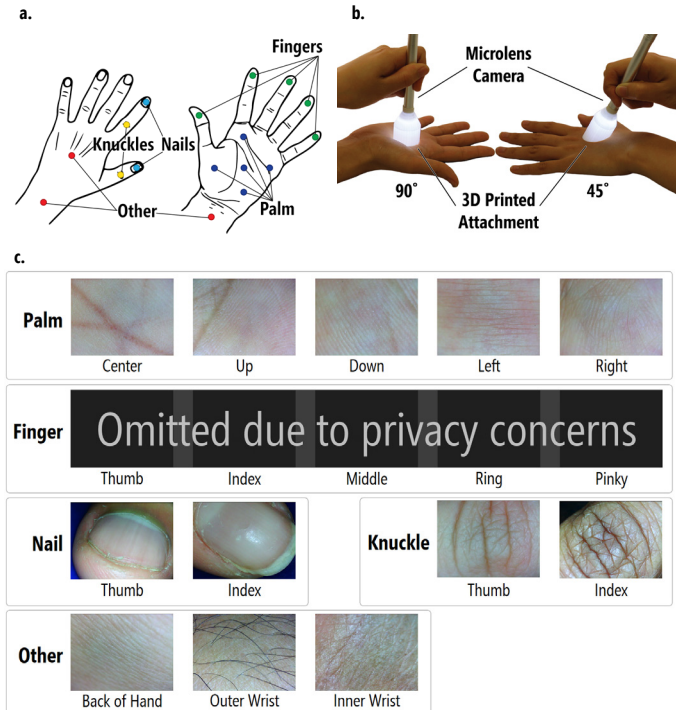 a.
Fingers
Knuckles Nails
Other
Palm
b.
Microlens
Camera
90°
3D Printed
Attachment
45°
c.
Palm
Center
Up
Down
Left
Right
Finger
Omitted due to privacy concerns
Thumb
Index
Middle
Ring
Pinky
Nail
Thumb
Index
Knuckle
Thumb
Index
Other
Back of Hand
Outer Wrist
Inner Wrist